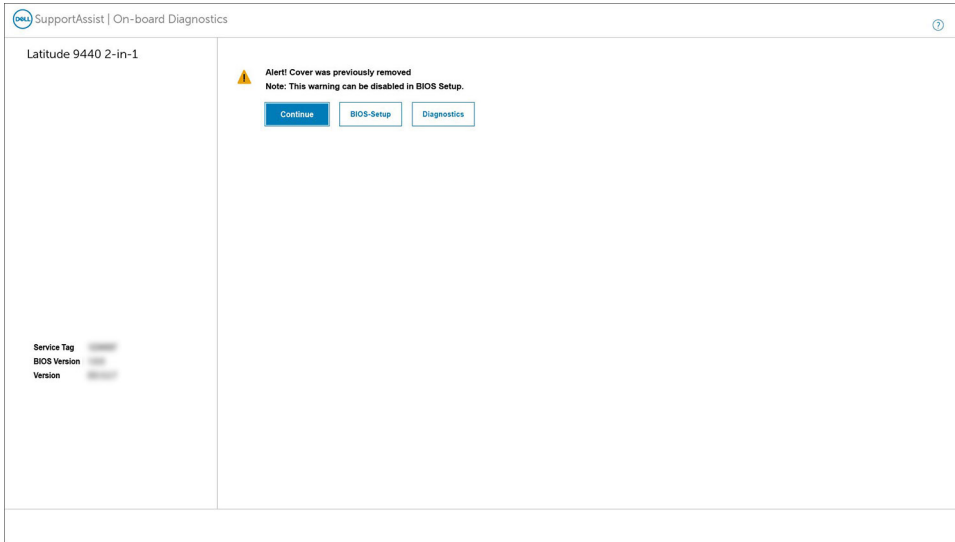 DELL SupportAssist | On-board Diagnostics
?
Latitude 9440 2-in-1
Alert! Cover was previously removed
Note: This warning can be disabled in BIOS Setup.
Continue BIOS-Setup Diagnostics
Service Tag
BIOS Version
Version